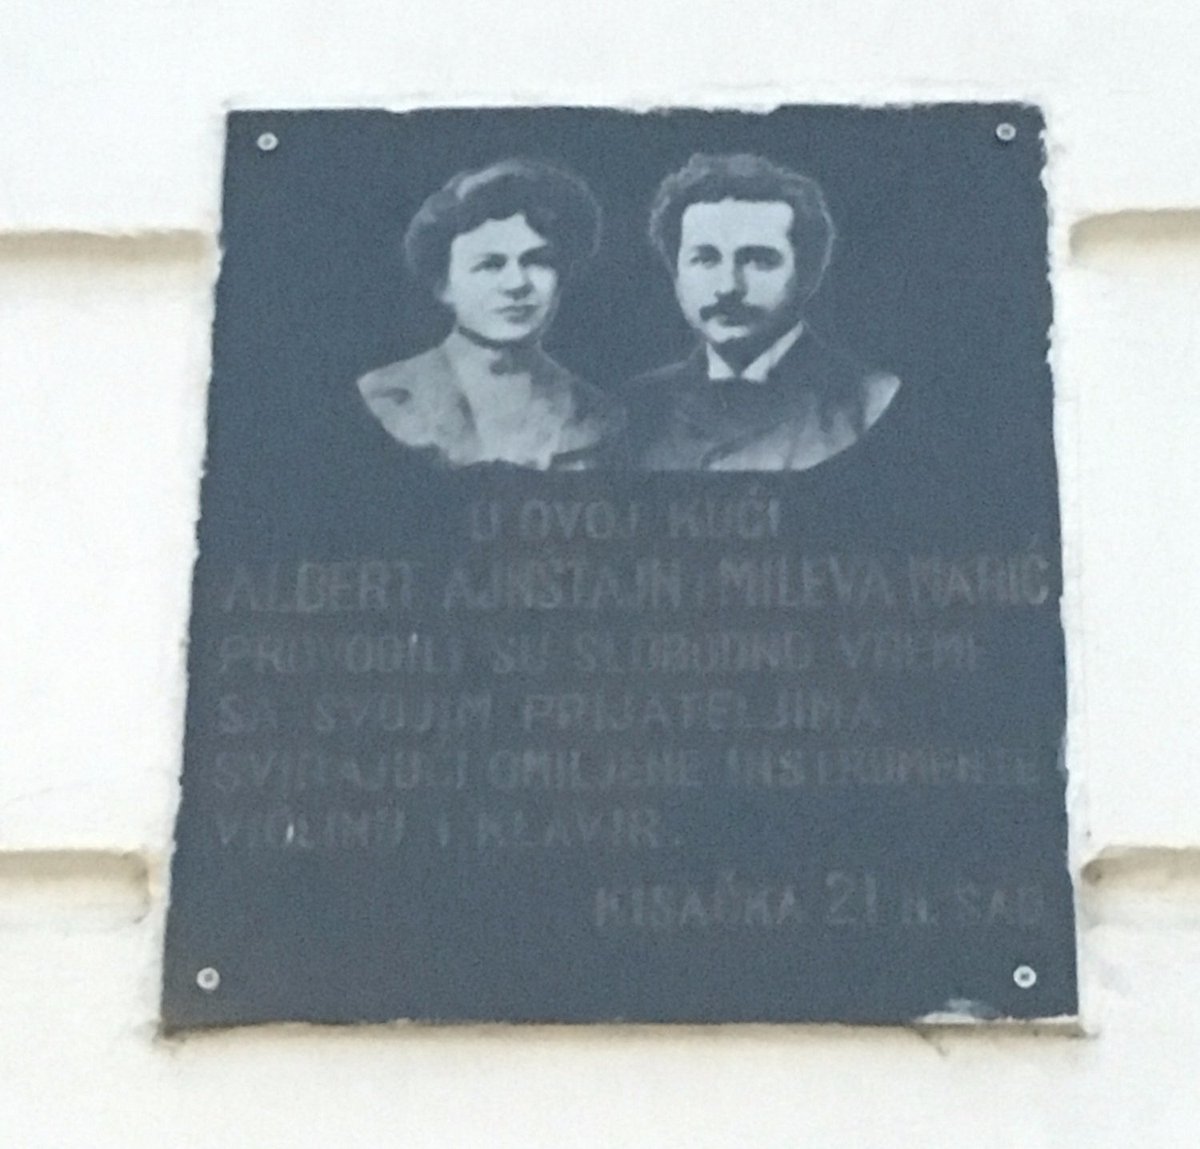 U OVOJ KUĆI
ALBERT AJNŠTAJN I MILEVA MARIĆ
PROVODILI SU SLOBODNO VREME
SA SVOJIM PRIJATELJIMA
SVIRAJUĆI OMILJENE INSTRUMENTE
VIOLINU I KLAVIR.
KISAČKA 21 N. SAD